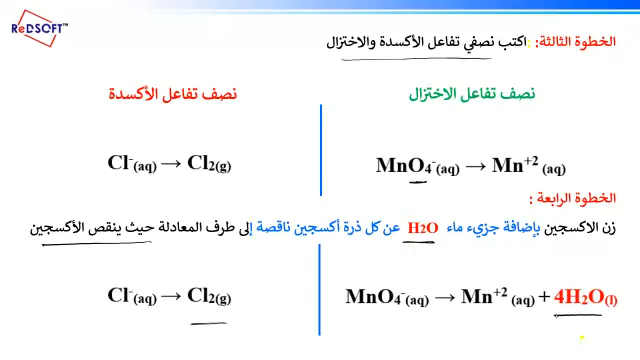 ReDSOFT™
الخطوة الثالثة: اكتب نصفي تفاعل الأكسدة والاختزال
نصف تفاعل الاختزال
نصف تفاعل الأكسدة
MnO₄⁻(aq) → Mn⁺² (aq)
Cl⁻(aq) → Cl₂(g)
الخطوة الرابعة :
زن الاكسجين بإضافة جزيء ماء H₂O عن كل ذرة أكسجين ناقصة إلى طرف المعادلة حيث ينقص الأكسجين
MnO₄⁻(aq) → Mn⁺² (aq) + 4H₂O(l)
Cl⁻(aq) → Cl₂(g)